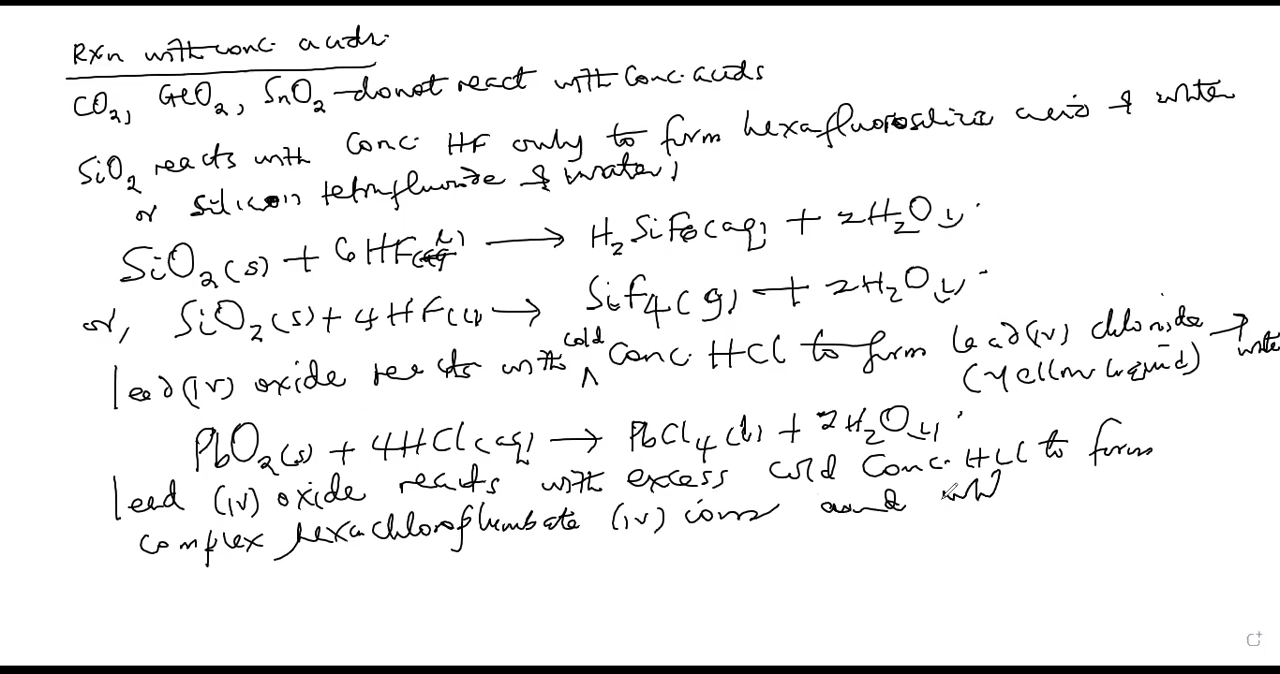 Rxn with conc. acids.
CO₂, GeO₂, SnO₂ - do not react with Conc. acids
SiO₂ reacts with Conc. HF only to form hexafluorosilicic acid & water
or silicon tetrafluoride & water,
SiO₂(s) + 6HF(l) → H₂SiF₆(aq) + 2H₂O(l).
or, SiO₂(s) + 4HF(l) → SiF₄(g) + 2H₂O(l).
lead(iv) oxide reacts with cold conc. HCl to form lead(iv) chloride
(yellow liquid)
PbO₂(s) + 4HCl(aq) → PbCl₄(l) + 2H₂O(l).
lead (iv) oxide reacts with excess cold Conc. HCl to form
complex hexachloroplumbate (iv) ions and